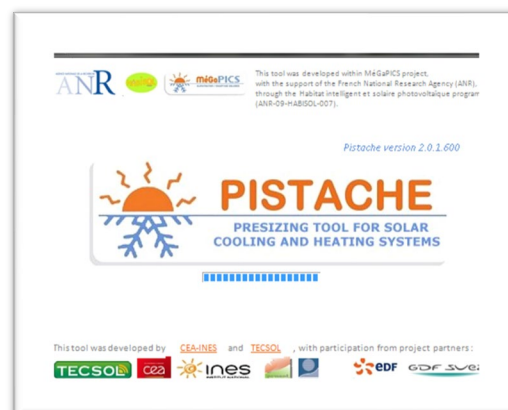 ANR
MéGaPICS
This tool was developed within MéGaPICS project,
with the support of the French National Research Agency (ANR),
through the Habitat intelligent et solaire photovoltaïque program
(ANR-09-HABISOL-007).
Pistache version 2.0.1.600
PISTACHE
PRESIZING TOOL FOR SOLAR
COOLING AND HEATING SYSTEMS
This tool was developed by CEA-INES and TECSOL , with participation from project partners :
TECSOL cea ines eDF GDF SVez